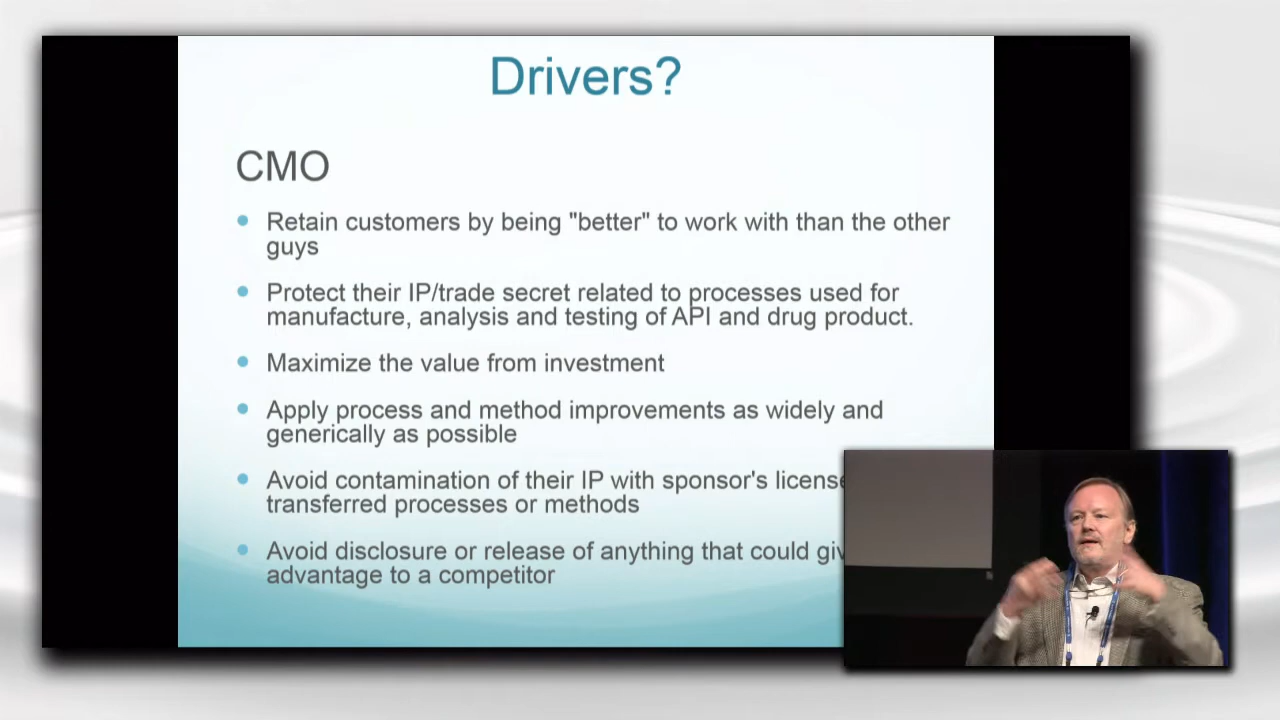 Drivers?
CMO
Retain customers by being "better" to work with than the other
guys
Protect their IP/trade secret related to processes used for
manufacture, analysis and testing of API and drug product.
Maximize the value from investment
Apply process and method improvements as widely and
generically as possible
Avoid contamination of their IP with sponsor's
transferred processes or methods
Avoid disclosure or release of anything that could
advantage to a competitor